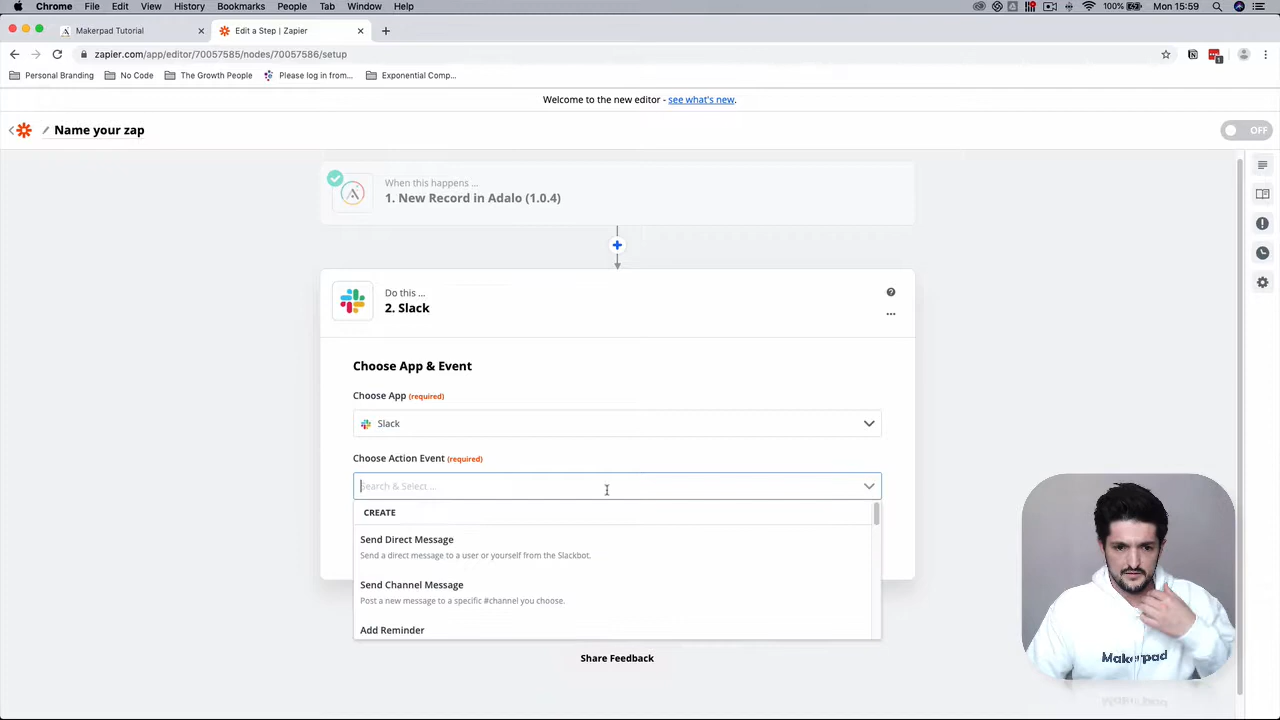 Chrome File Edit View History Bookmarks People Tab Window Help 100% Mon 15:59
Makerpad Tutorial Edit a Step | Zapier
zapier.com/app/editor/70057585/nodes/70057586/setup
Personal Branding No Code The Growth People Please log in from... Exponential Comp...
Welcome to the new editor - see what's new.
Name your zap OFF
When this happens ...
1. New Record in Adalo (1.0.4)
Do this ...
2. Slack
Choose App & Event
Choose App (required)
Slack
Choose Action Event (required)
Search & Select ...
CREATE
Send Direct Message
Send a direct message to a user or yourself from the Slackbot.
Send Channel Message
Post a new message to a specific #channel you choose.
Add Reminder
Share Feedback
Makerpad